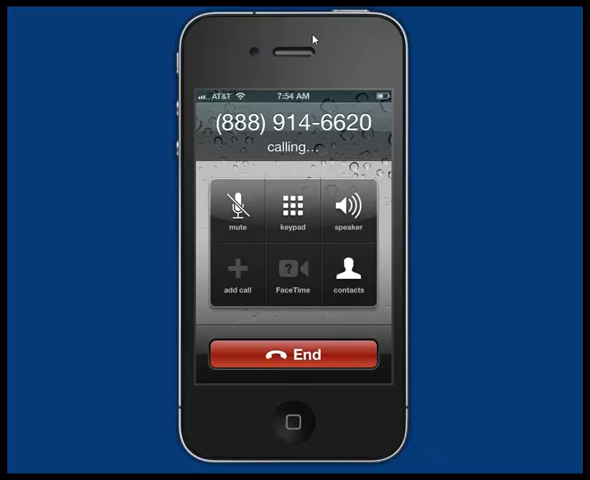 AT&T 7:54 AM
(888) 914-6620
calling...
mute keypad speaker
add call FaceTime contacts
End